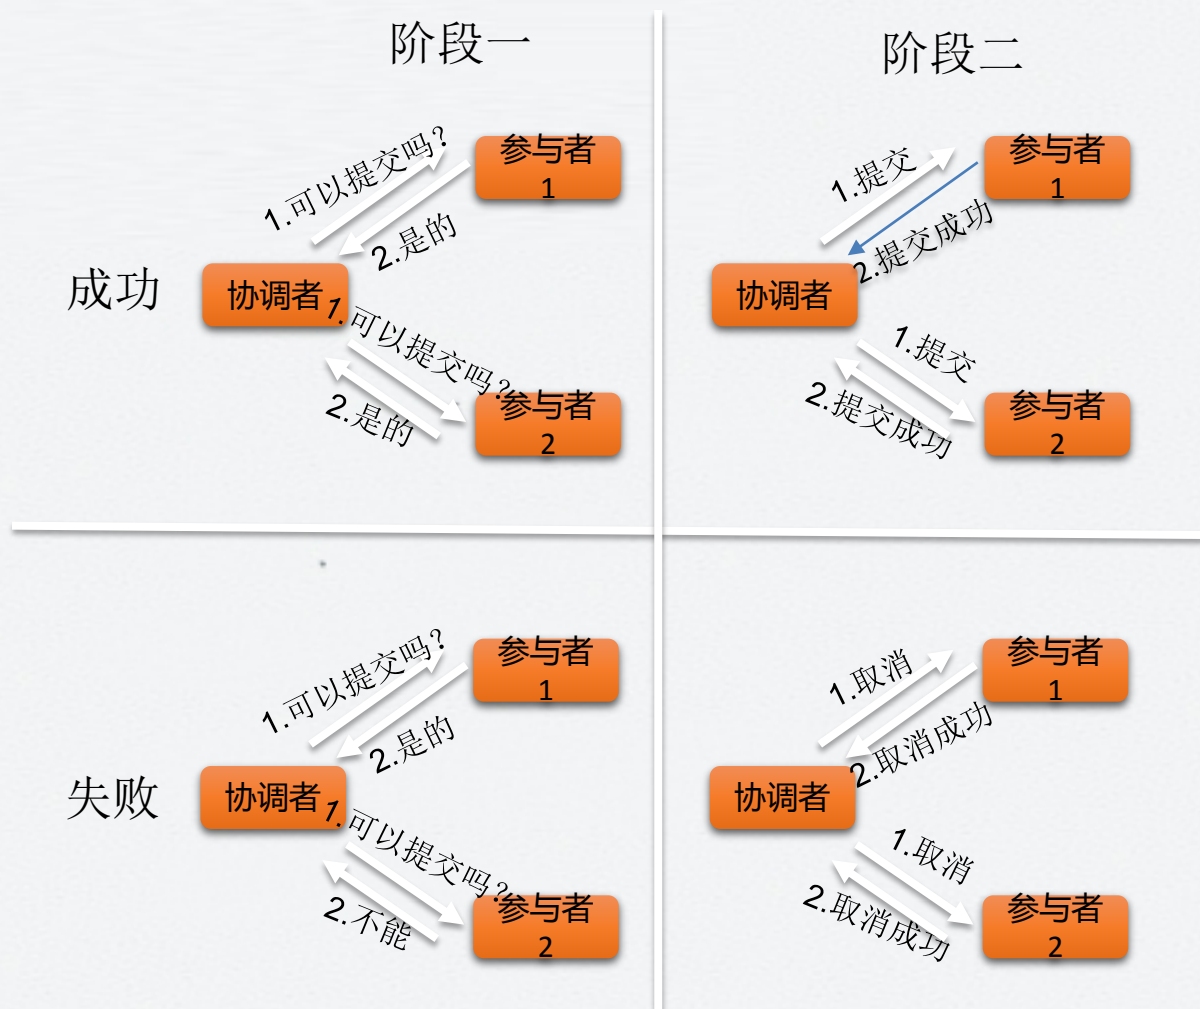 阶段一
阶段二
成功
1.可以提交吗？
参与者
1
2.是的
协调者
1.可以提交吗？
2.是的
参与者
2
1.提交
参与者
1
2.提交成功
协调者
1.提交
2.提交成功
参与者
2
失败
1.可以提交吗？
参与者
1
2.是的
协调者
1.可以提交吗？
2.不能
参与者
2
1.取消
参与者
1
2.取消成功
协调者
1.取消
2.取消成功
参与者
2